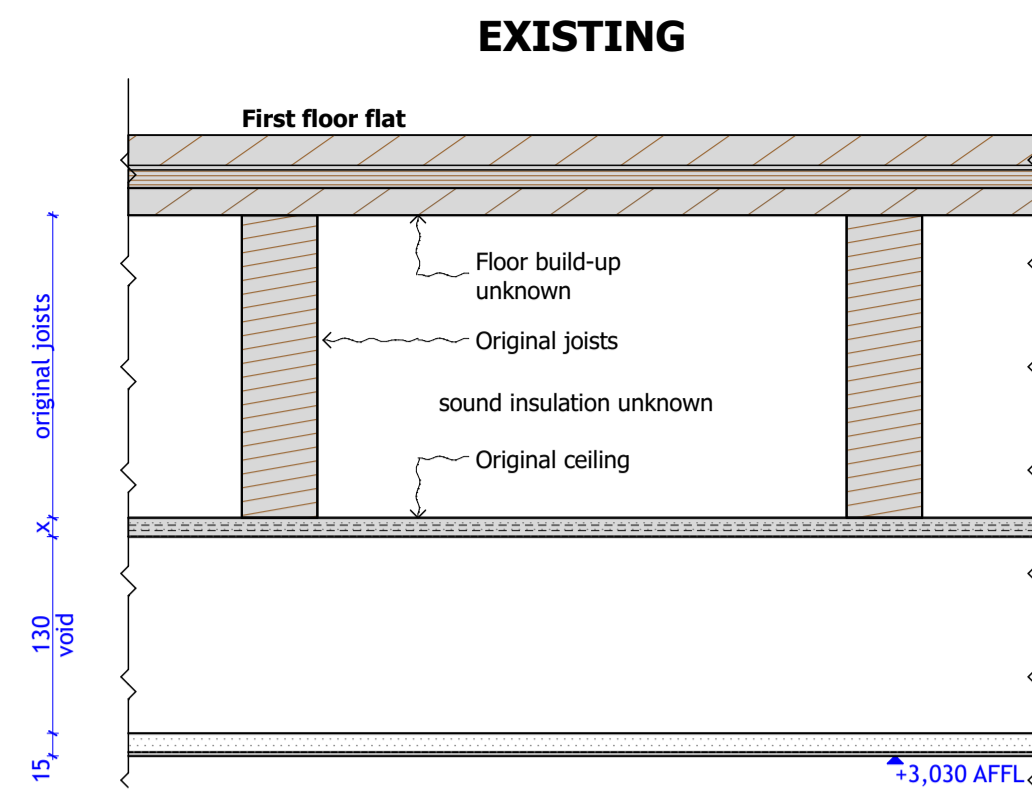 EXISTING
First floor flat
Floor build-up
unknown
Original joists
original joists
sound insulation unknown
Original ceiling
x
130
void
15
+3,030 AFFL